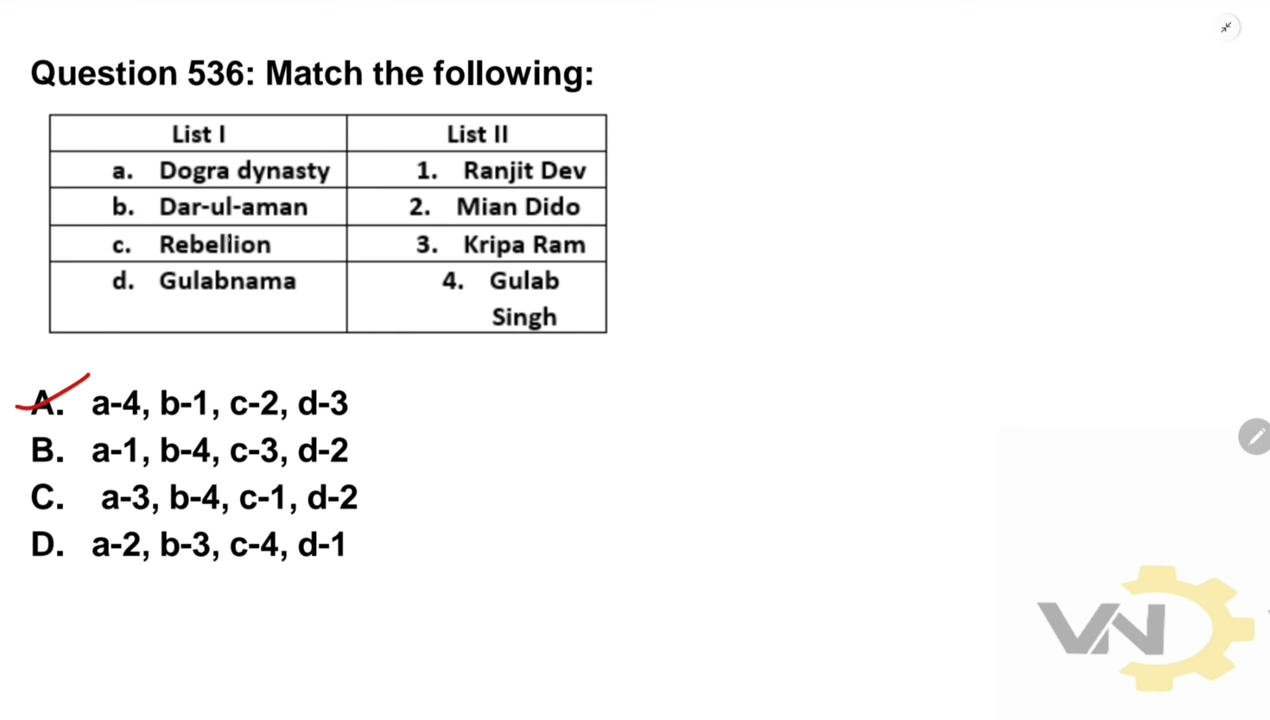 Question 536: Match the following:
List I List II
a. Dogra dynasty 1. Ranjit Dev
b. Dar-ul-aman 2. Mian Dido
c. Rebellion 3. Kripa Ram
d. Gulabnama 4. Gulab
Singh
A. a-4, b-1, c-2, d-3
B. a-1, b-4, c-3, d-2
C. a-3, b-4, c-1, d-2
D. a-2, b-3, c-4, d-1
VN